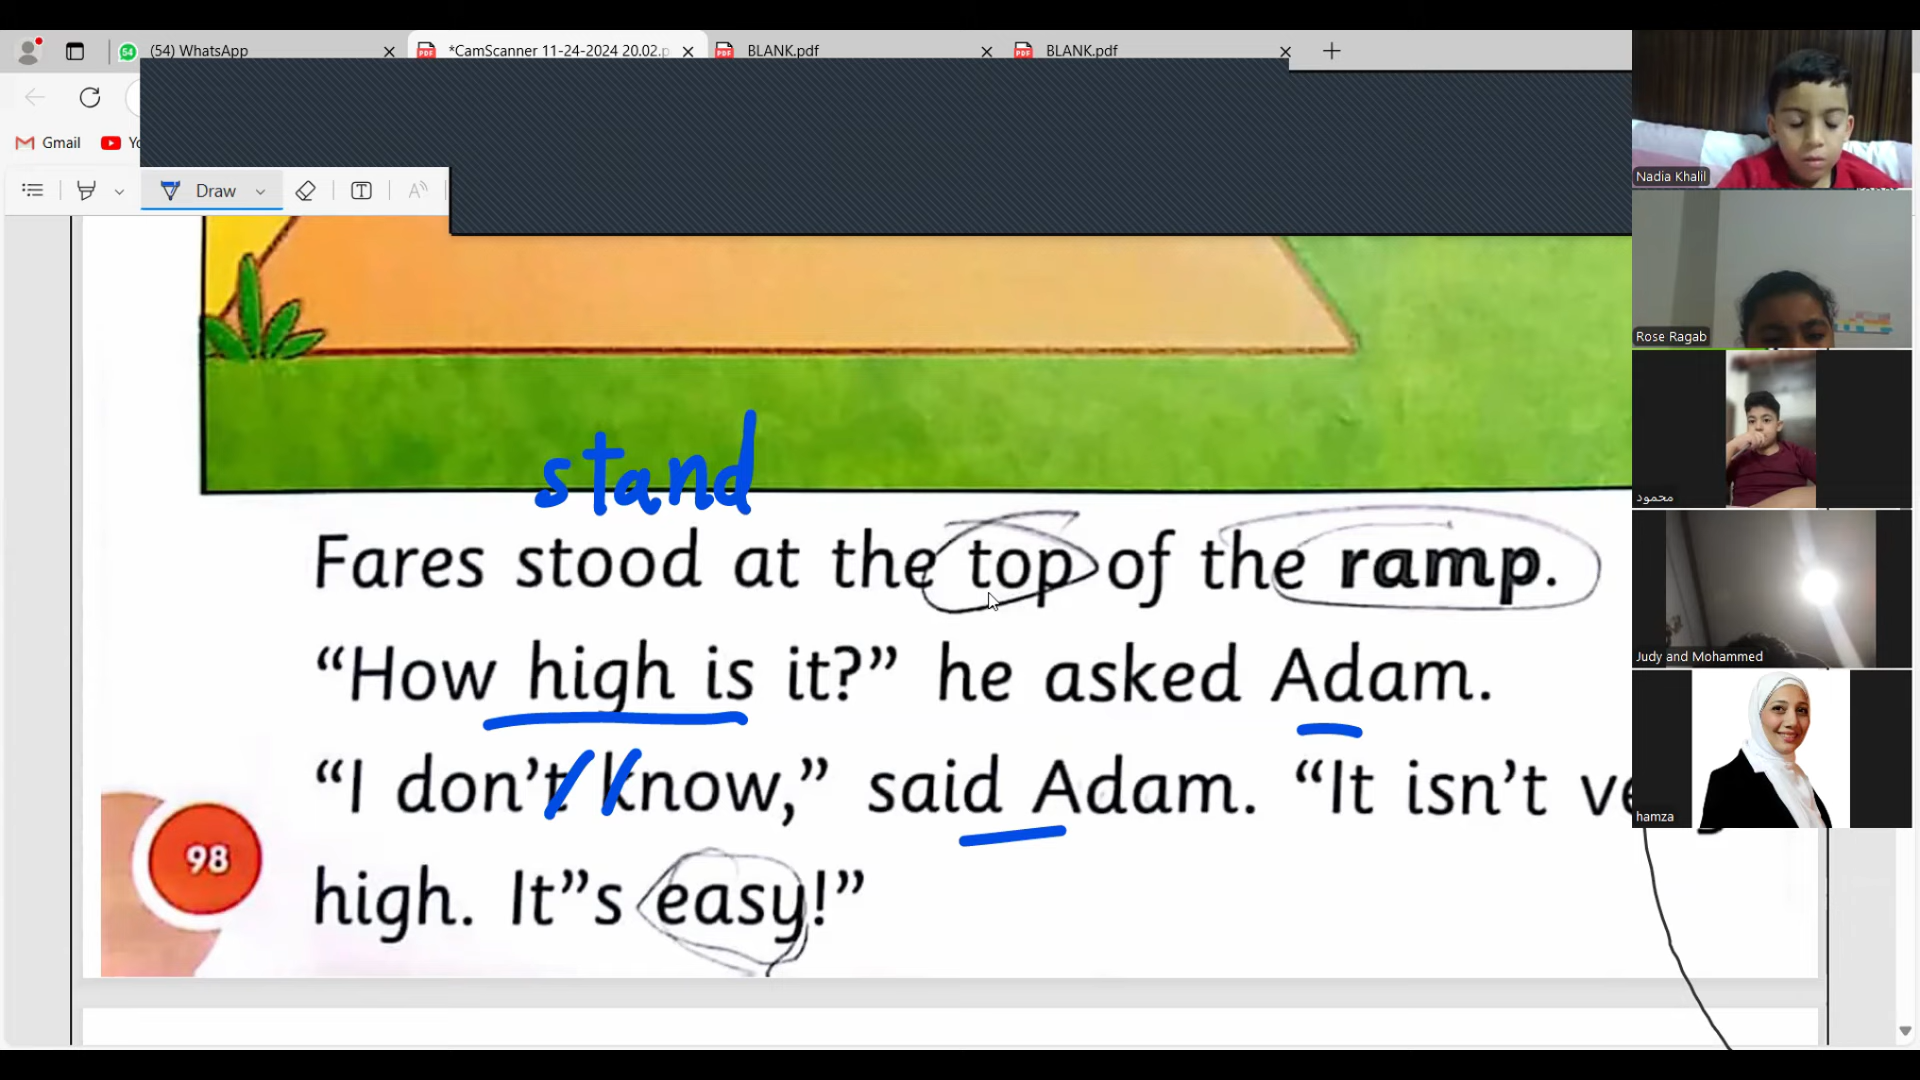 (54) WhatsApp
*CamScanner 11-24-2024 20.02.p
BLANK.pdf
BLANK.pdf
Gmail
Draw
Nadia Khalil
Rose Ragab
محمود
Judy and Mohammed
hamza
stand
Fares stood at the top of the ramp.
“How high is it?” he asked Adam.
“I don’t know,” said Adam. “It isn’t
high. It”s easy!”
98